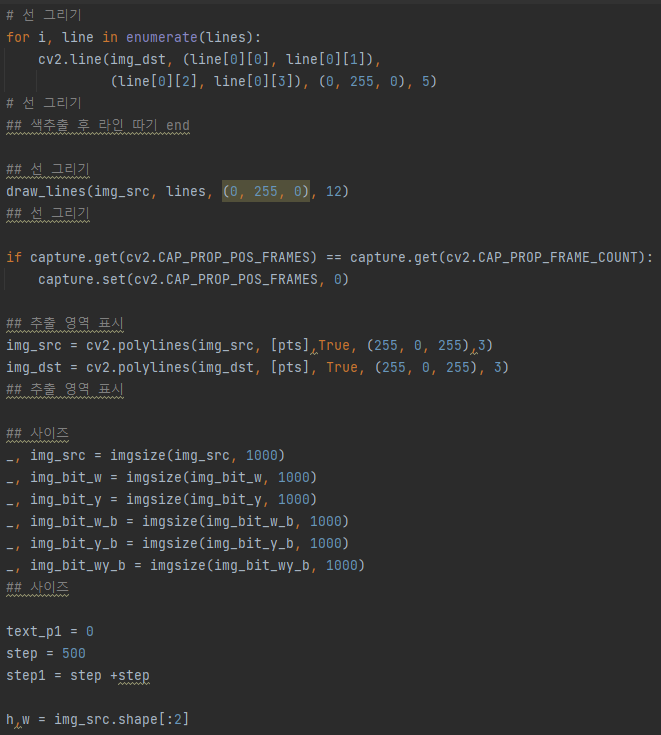 # 선 그리기
for i, line in enumerate(lines):
    cv2.line(img_dst, (line[0][0], line[0][1]),
             (line[0][2], line[0][3]), (0, 255, 0), 5)
# 선 그리기
## 색추출 후 라인 따기 end

## 선 그리기
draw_lines(img_src, lines, (0, 255, 0), 12)
## 선 그리기

if capture.get(cv2.CAP_PROP_POS_FRAMES) == capture.get(cv2.CAP_PROP_FRAME_COUNT):
    capture.set(cv2.CAP_PROP_POS_FRAMES, 0)

## 추출 영역 표시
img_src = cv2.polylines(img_src, [pts],True, (255, 0, 255),3)
img_dst = cv2.polylines(img_dst, [pts], True, (255, 0, 255), 3)
## 추출 영역 표시

## 사이즈
_, img_src = imgsize(img_src, 1000)
_, img_bit_w = imgsize(img_bit_w, 1000)
_, img_bit_y = imgsize(img_bit_y, 1000)
_, img_bit_w_b = imgsize(img_bit_w_b, 1000)
_, img_bit_y_b = imgsize(img_bit_y_b, 1000)
_, img_bit_wy_b = imgsize(img_bit_wy_b, 1000)
## 사이즈

text_p1 = 0
step = 500
step1 = step +step

h,w = img_src.shape[:2]